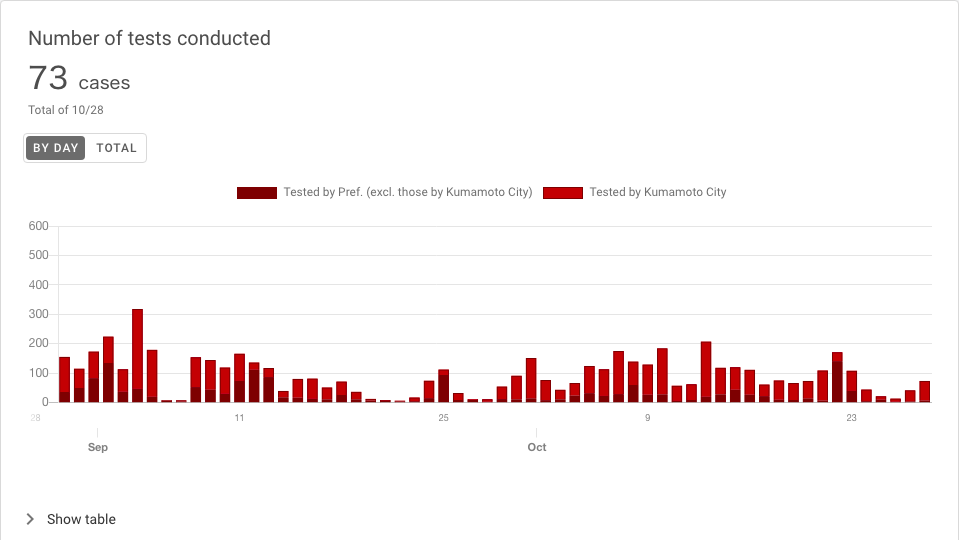 Number of tests conducted
73 cases
Total of 10/28
BY DAY TOTAL
Tested by Pref. (excl. those by Kumamoto City) Tested by Kumamoto City
600
500
400
300
200
100
0
28 11 25 9 23
Sep Oct
Show table